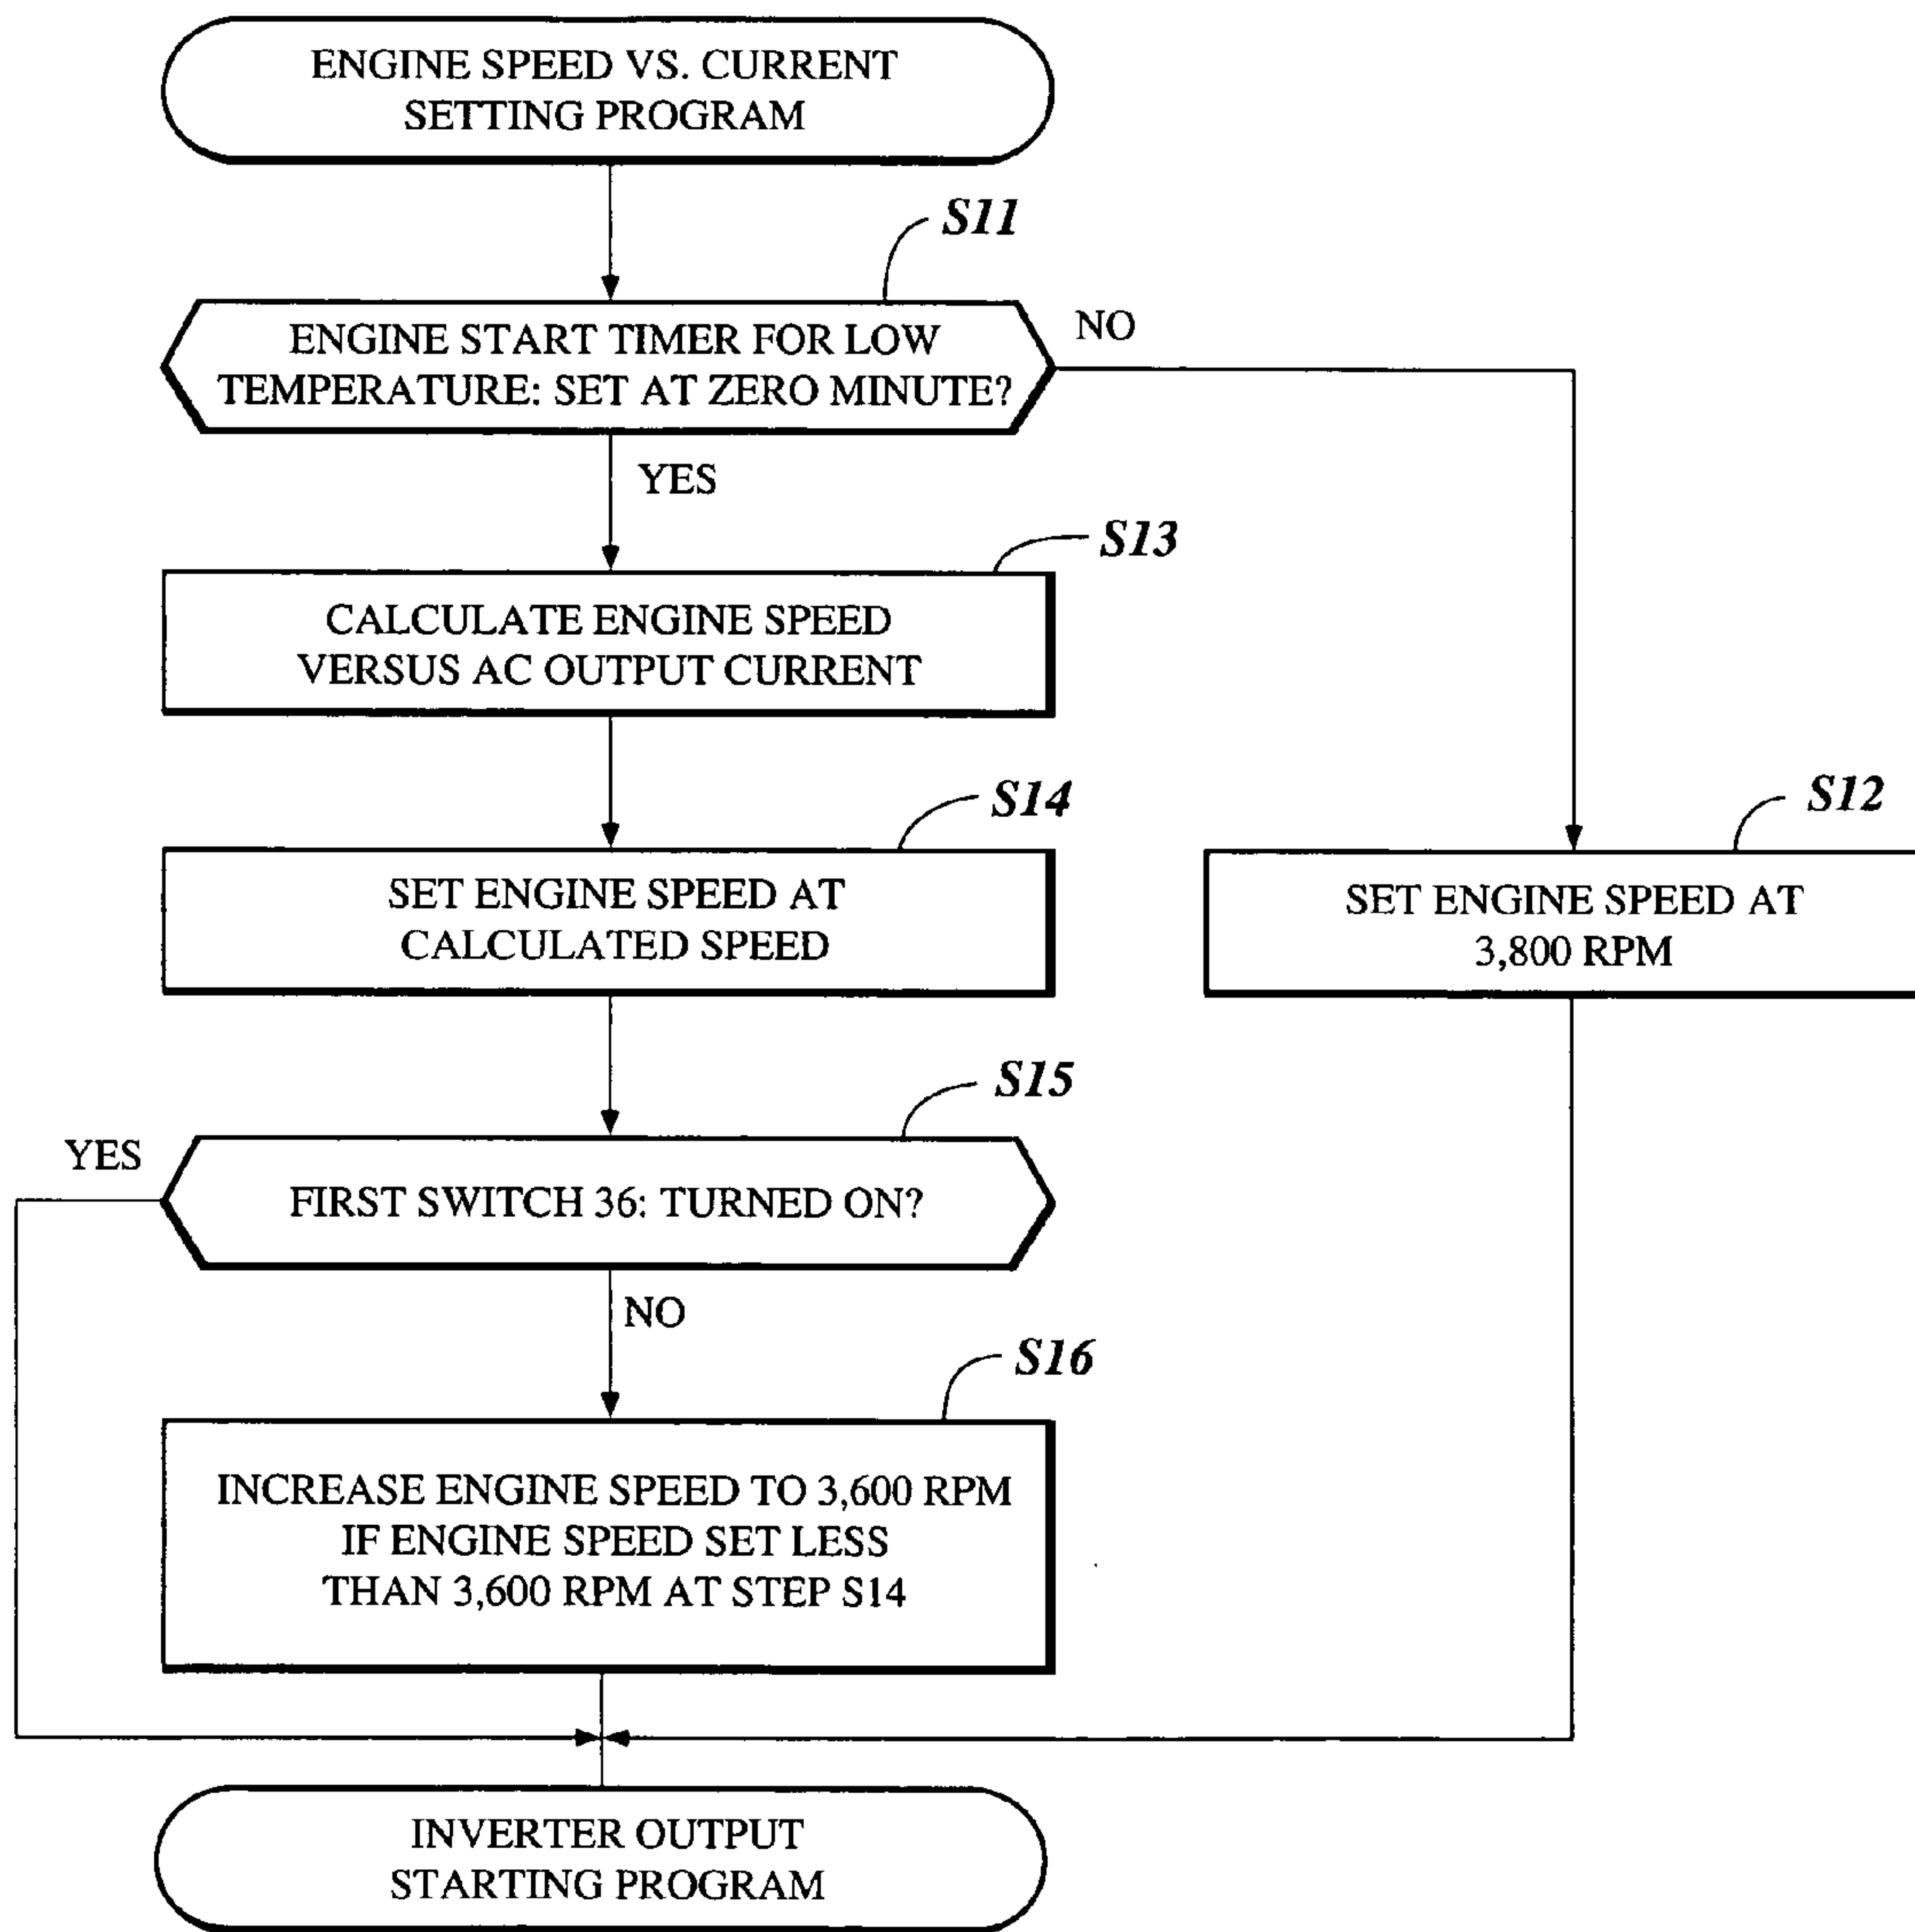 ENGINE SPEED VS. CURRENT
SETTING PROGRAM
S11
ENGINE START TIMER FOR LOW
TEMPERATURE: SET AT ZERO MINUTE?
NO
YES
S13
CALCULATE ENGINE SPEED
VERSUS AC OUTPUT CURRENT
S14
SET ENGINE SPEED AT
CALCULATED SPEED
S12
SET ENGINE SPEED AT
3,800 RPM
S15
YES
FIRST SWITCH 36: TURNED ON?
NO
S16
INCREASE ENGINE SPEED TO 3,600 RPM
IF ENGINE SPEED SET LESS
THAN 3,600 RPM AT STEP S14
INVERTER OUTPUT
STARTING PROGRAM